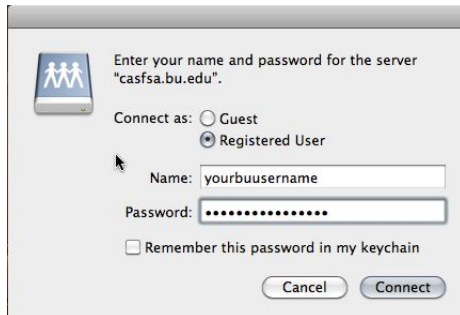 Enter your name and password for the server
"casfsa.bu.edu".
Connect as: Guest
Registered User
Name: yourbuusername
Password: ••••••••••••••••
Remember this password in my keychain
Cancel Connect